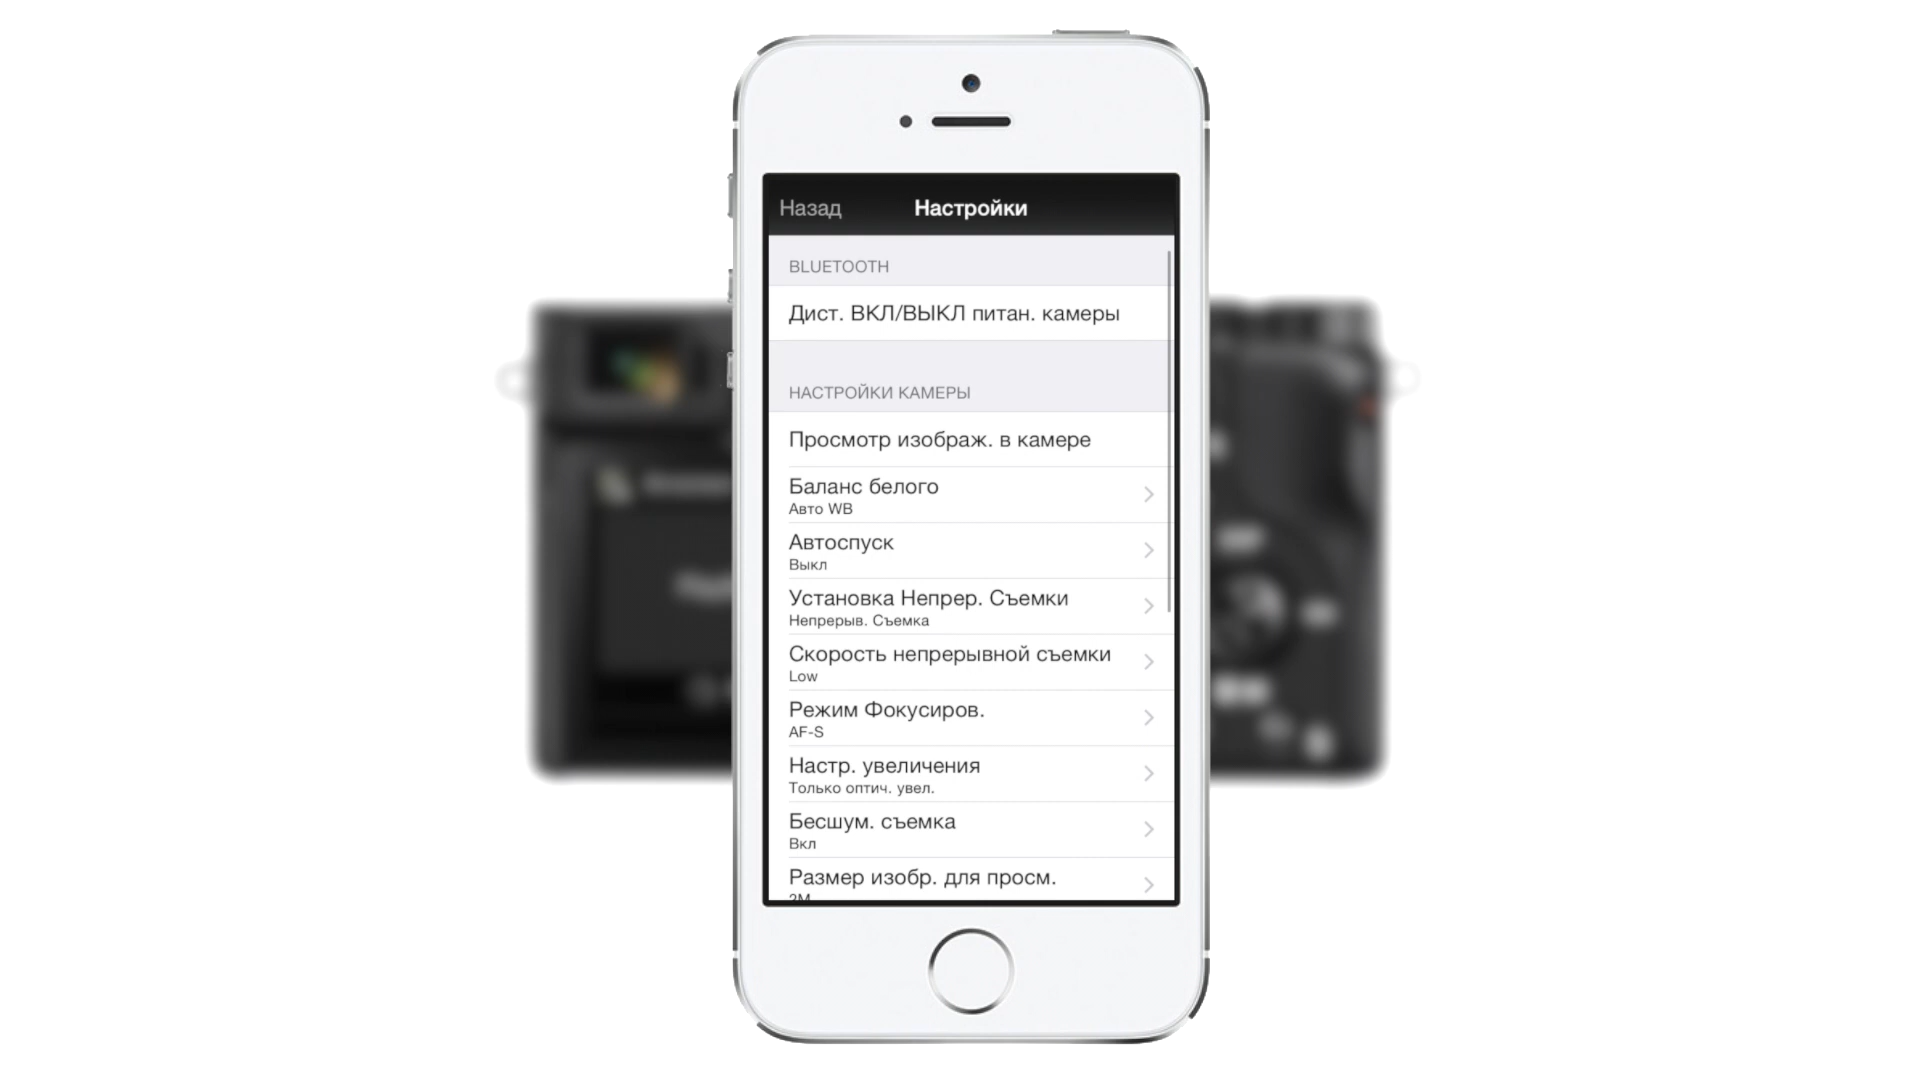 Назад
Настройки
BLUETOOTH
Дист. ВКЛ/ВЫКЛ питан. камеры
НАСТРОЙКИ КАМЕРЫ
Просмотр изображ. в камере
Баланс белого
Авто WB
Автоспуск
Выкл
Установка Непрер. Съемки
Непрерыв. Съемка
Скорость непрерывной съемки
Low
Режим Фокусиров.
AF-S
Настр. увеличения
Только оптич. увел.
Бесшум. съемка
Вкл
Размер изобр. для просм.
2M